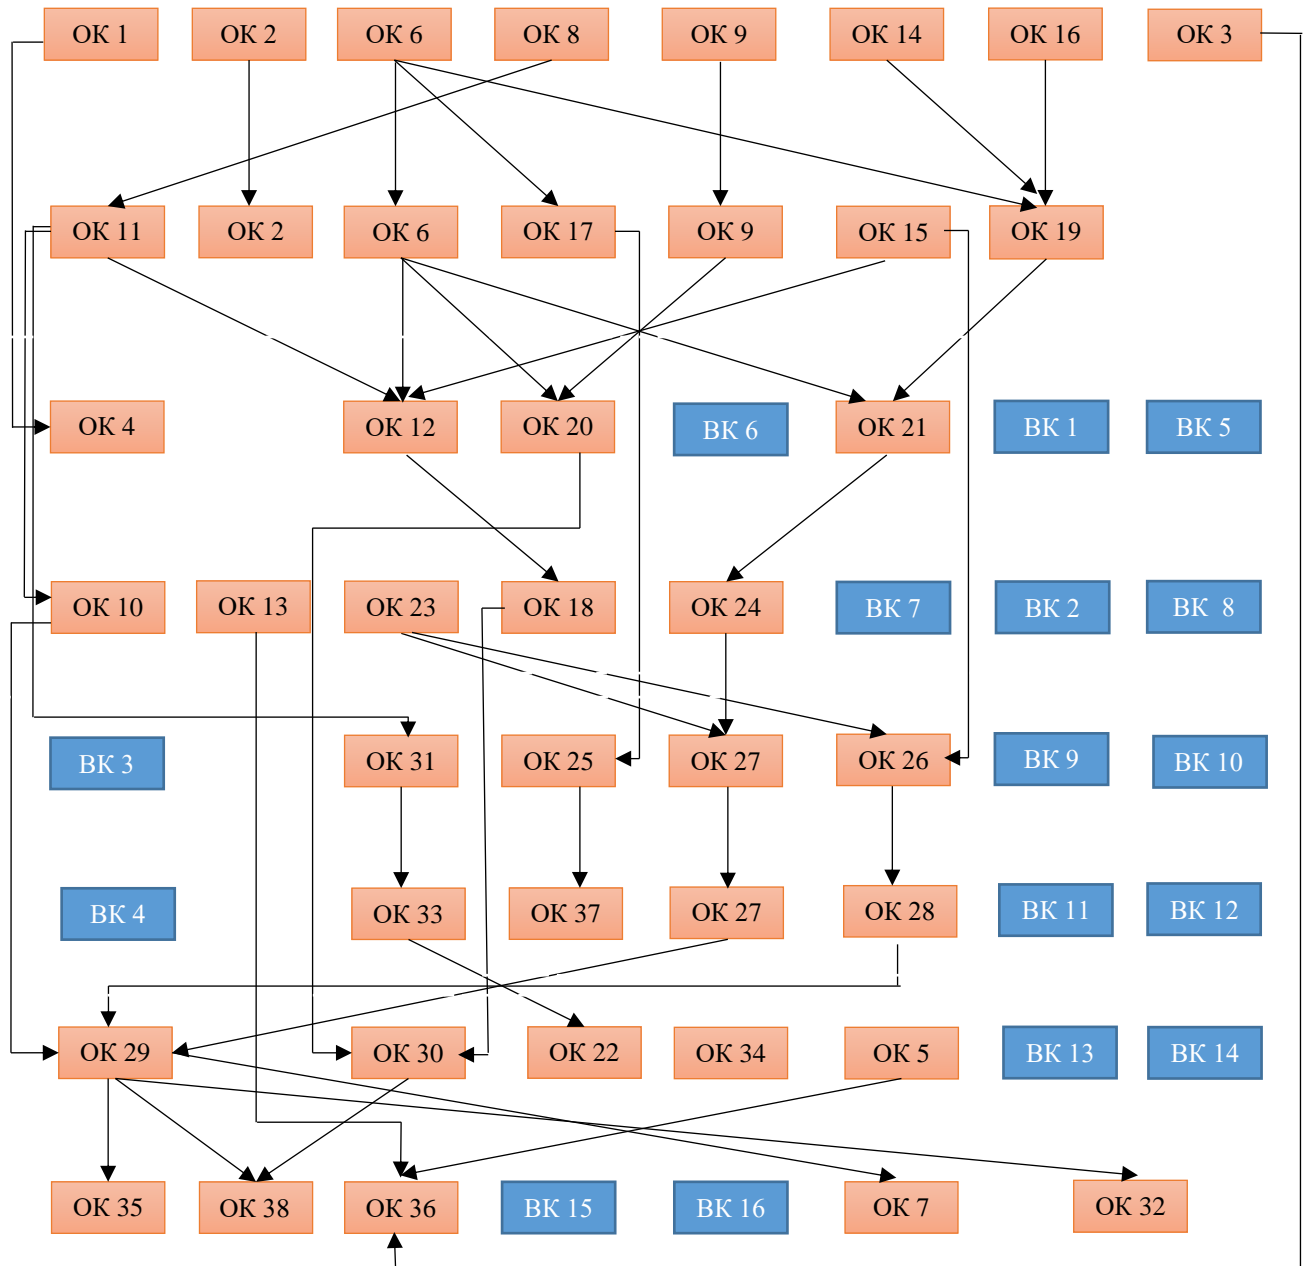 ОК 1 ОК 2 ОК 6 ОК 8 ОК 9 ОК 14 ОК 16 ОК 3
ОК 11 ОК 2 ОК 6 ОК 17 ОК 9 ОК 15 ОК 19
ОК 4 ОК 12 ОК 20 ВК 6 ОК 21 ВК 1 ВК 5
ОК 10 ОК 13 ОК 23 ОК 18 ОК 24 ВК 7 ВК 2 ВК 8
ВК 3 ОК 31 ОК 25 ОК 27 ОК 26 ВК 9 ВК 10
ВК 4 ОК 33 ОК 37 ОК 27 ОК 28 ВК 11 ВК 12
ОК 29 ОК 30 ОК 22 ОК 34 ОК 5 ВК 13 ВК 14
ОК 35 ОК 38 ОК 36 ВК 15 ВК 16 ОК 7 ОК 32